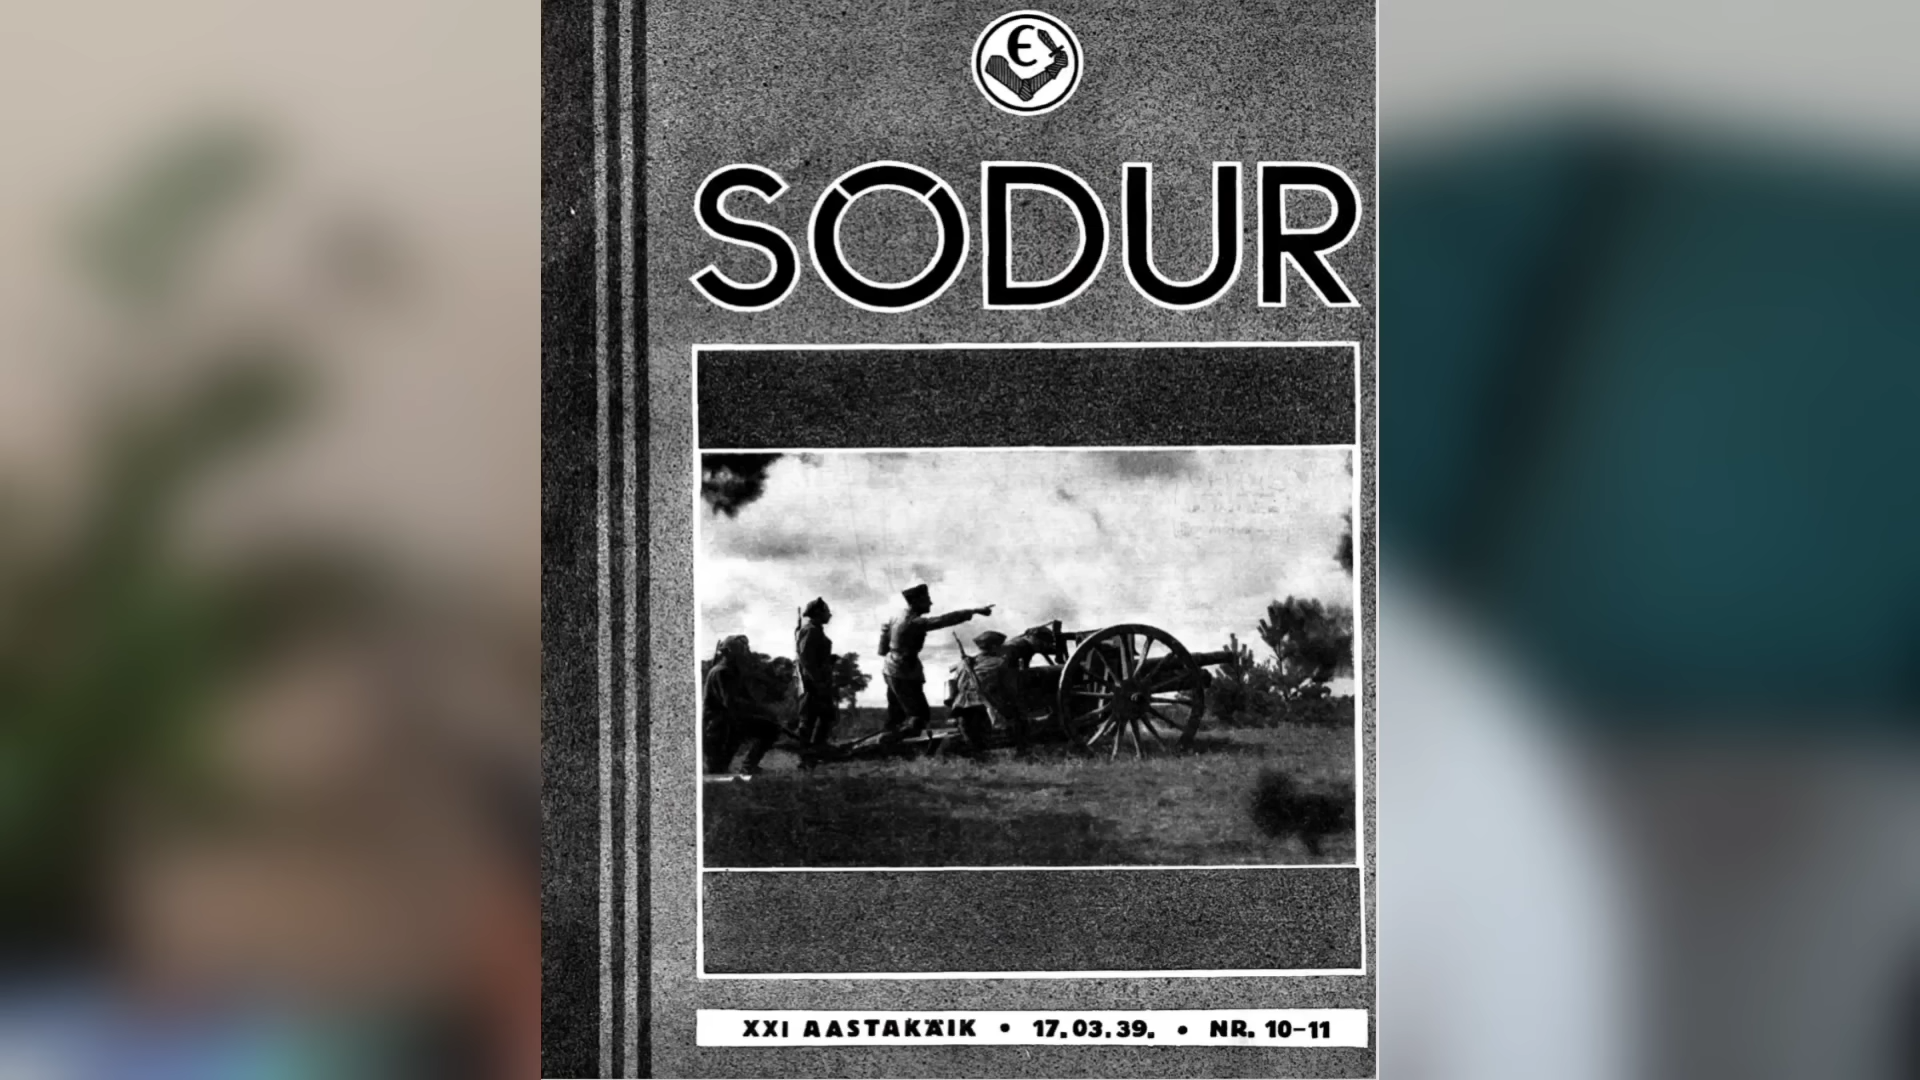 E
SÕDUR
XXI AASTAKÄIK • 17.03.39. • NR. 10-11